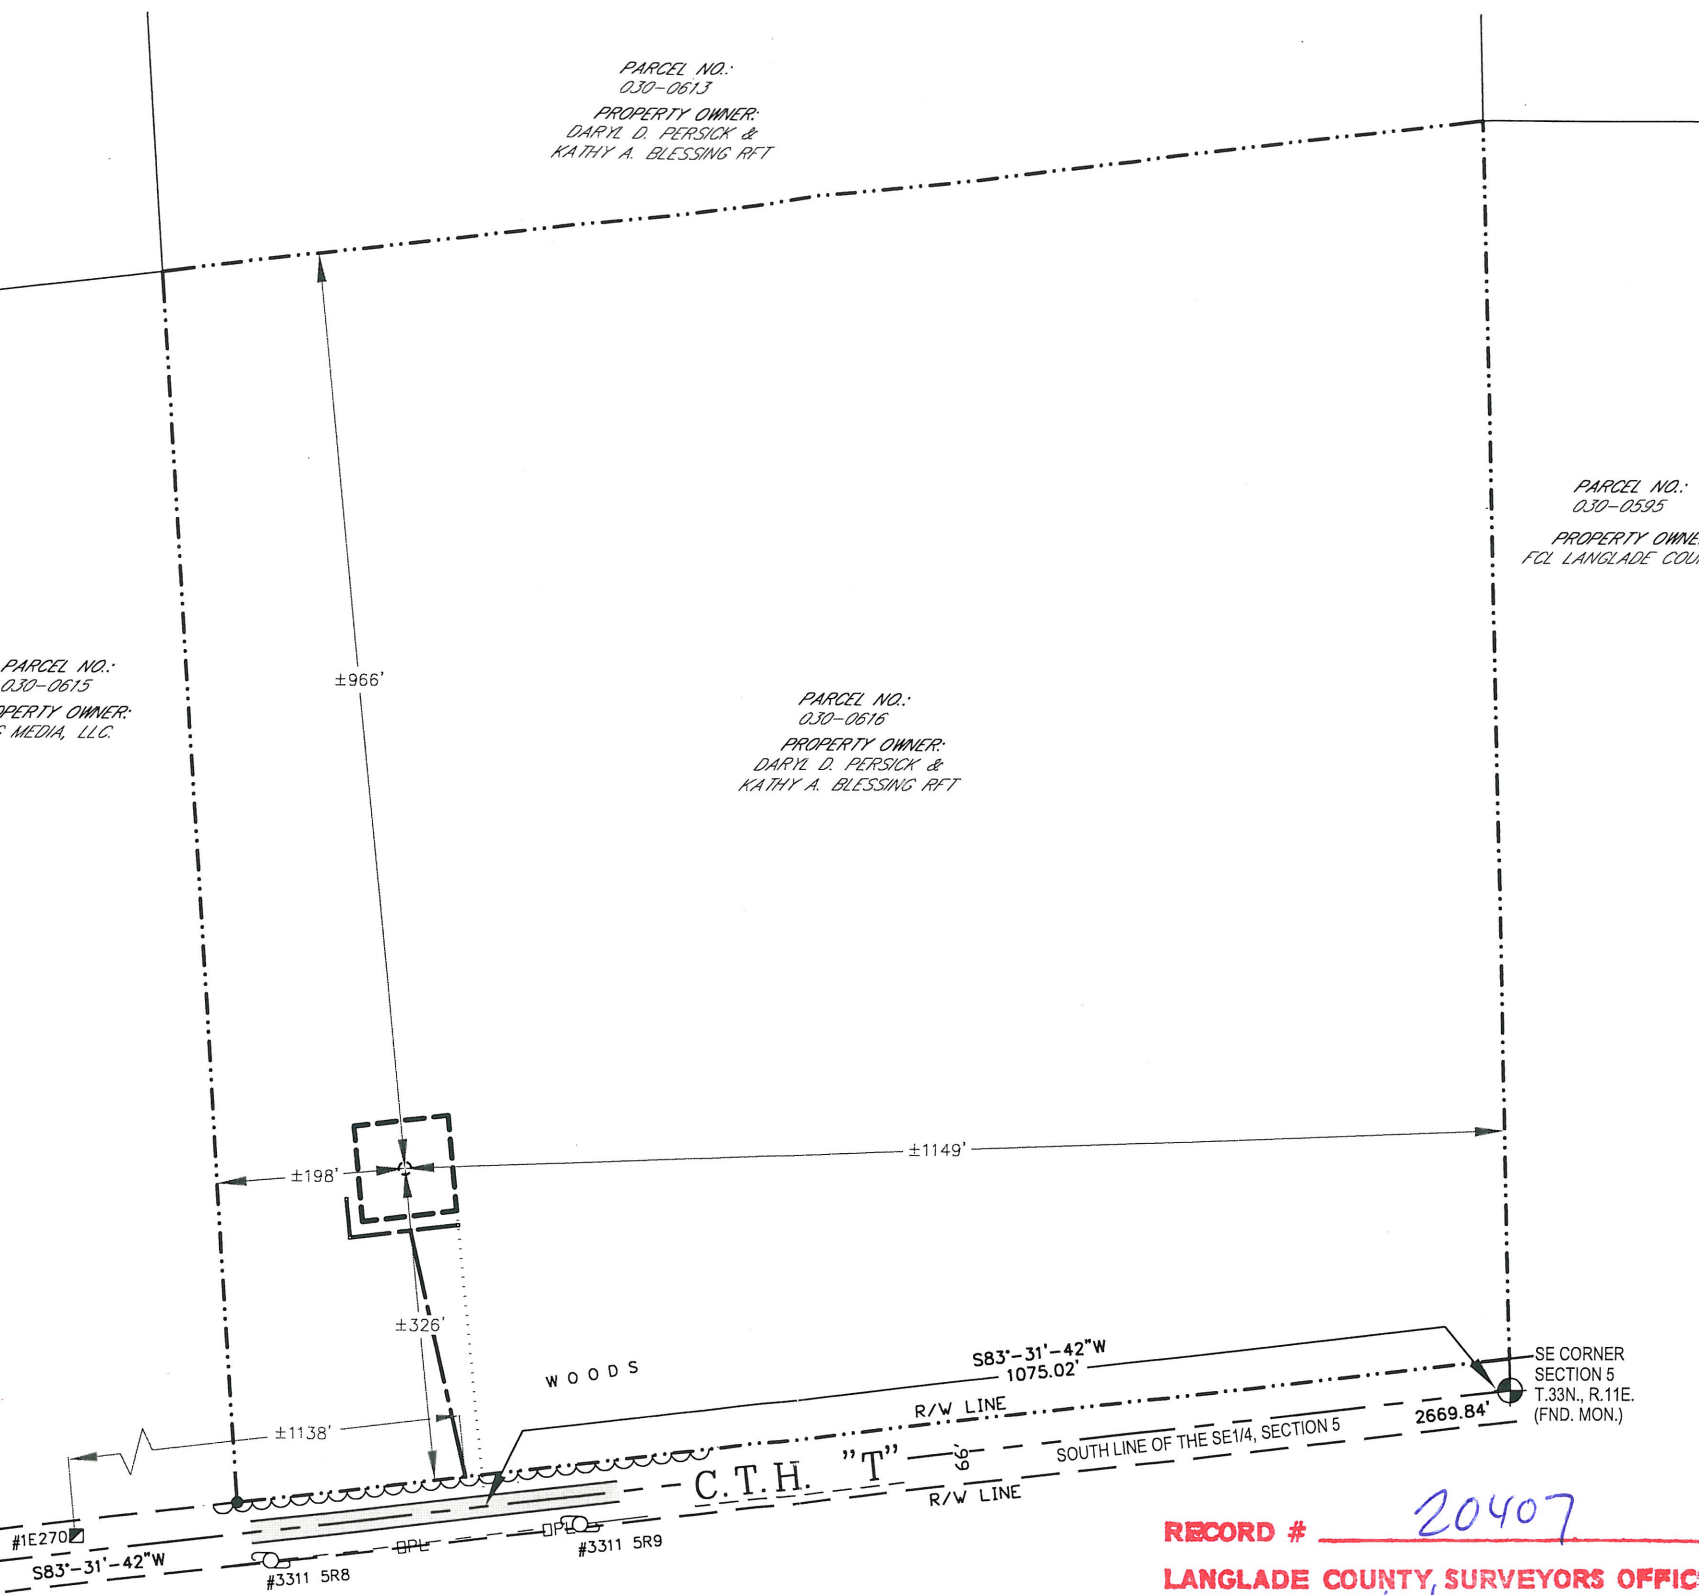 PARCEL NO.:
030-0613
PROPERTY OWNER:
DARYL D. PERSICK &
KATHY A. BLESSING RFT
PARCEL NO.:
030-0595
PROPERTY OWNE
FCL LANGLADE COU
±966'
PARCEL NO.:
030-0615
OPERTY OWNER:
MEDIA, LLC.
PARCEL NO.:
030-0616
PROPERTY OWNER:
DARYL D. PERSICK &
KATHY A. BLESSING RFT
±198'
±1149'
±326'
WOODS
S83°-31'-42"W
1075.02'
SE CORNER
SECTION 5
T.33N., R.11E.
(FND. MON.)
R/W LINE
2669.84'
±1138'
SOUTH LINE OF THE SE1/4, SECTION 5
C.T.H. "T"
66'
R/W LINE
#1E270
S83°-31'-42"W
OPL
OPL
#3311 5R9
#3311 5R8
RECORD # 20407
LANGLADE COUNTY, SURVEYORS OFFIC